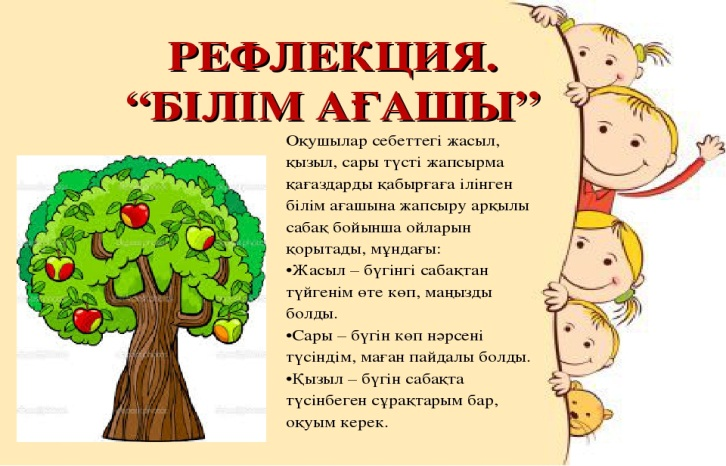 РЕФЛЕКЦИЯ.
“БІЛІМ АҒАШЫ”
Оқушылар себеттегі жасыл,
қызыл, сары түсті жапсырма
қағаздарды қабырғаға ілінген
білім ағашына жапсыру арқылы
сабақ бойынша ойларын
қорытады, мұндағы:
•Жасыл – бүгінгі сабақтан
түйгенім өте көп, маңызды
болды.
•Сары – бүгін көп нәрсені
түсіндім, маған пайдалы болды.
•Қызыл – бүгін сабақта
түсінбеген сұрақтарым бар,
оқуым керек.